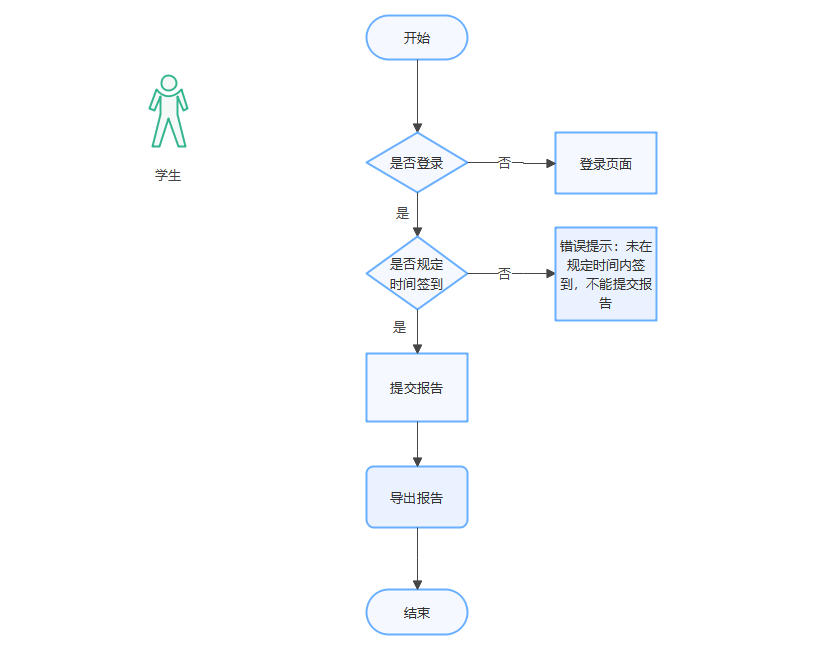 开始
学生
是否登录
否
登录页面
是
是否规定
时间签到
否
错误提示：未在
规定时间内签
到，不能提交报
告
是
提交报告
导出报告
结束